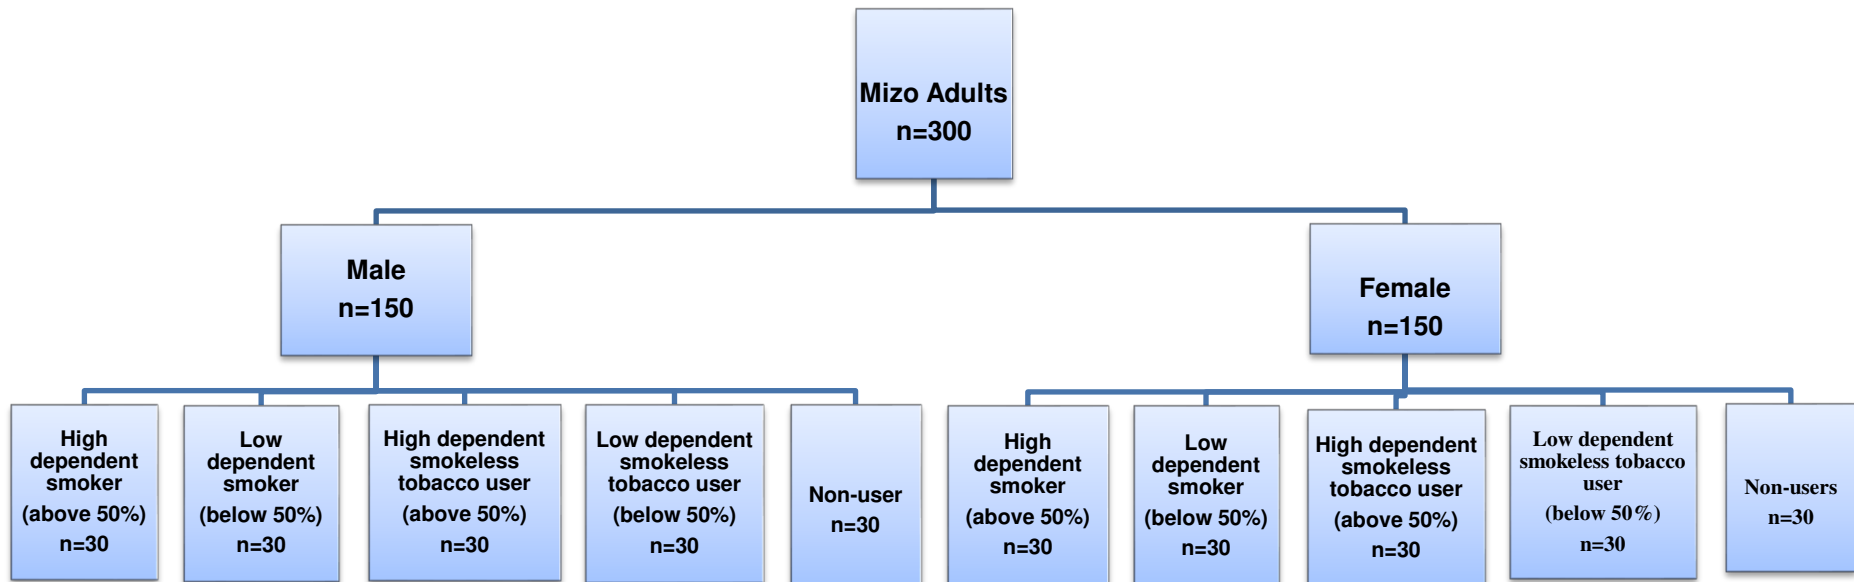 Mizo Adults
n=300
Male
n=150
Female
n=150
High
dependent
smoker
(above 50%)
n=30
Low
dependent
smoker
(below 50%)
n=30
High dependent
smokeless
tobacco user
(above 50%)
n=30
Low dependent
smokeless
tobacco user
(below 50%)
n=30
Non-user
n=30
High
dependent
smoker
(above 50%)
n=30
Low
dependent
smoker
(below 50%)
n=30
High dependent
smokeless
tobacco user
(above 50%)
n=30
Low dependent
smokeless tobacco
user
(below 50%)
n=30
Non-users
n=30